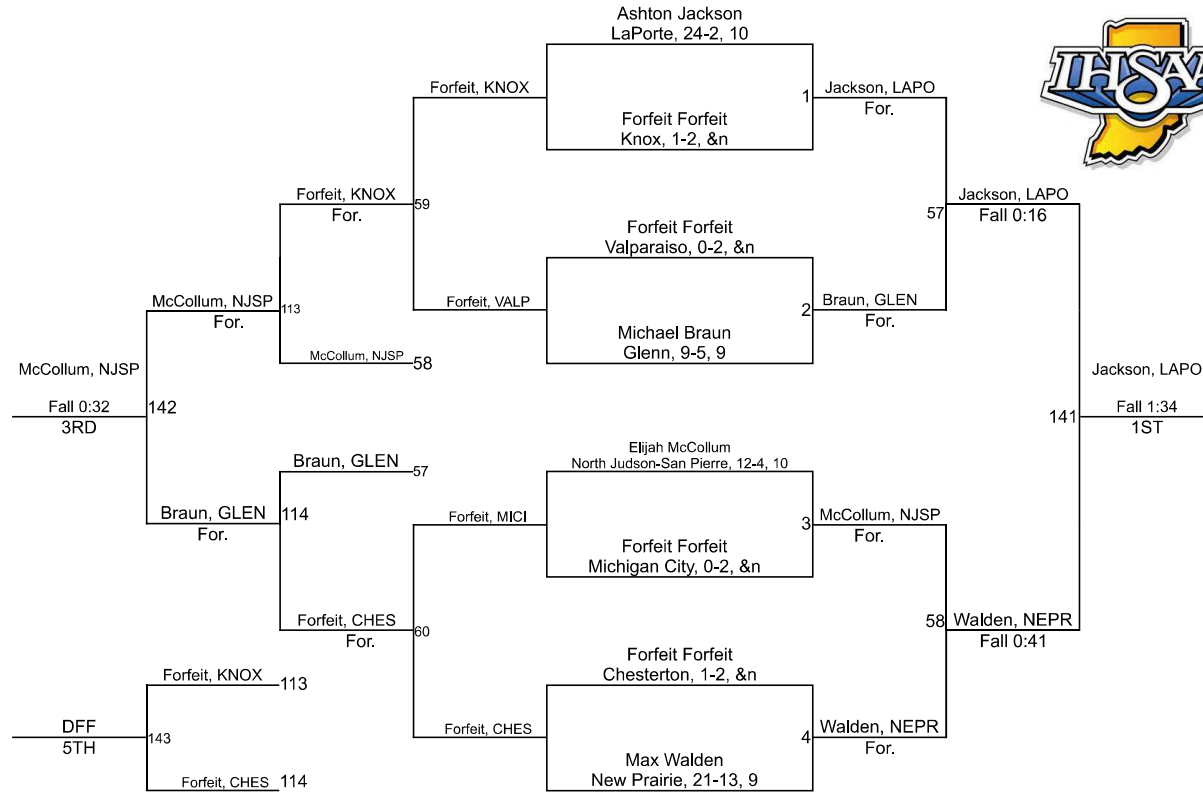 Ashton Jackson
LaPorte, 24-2, 10
IHSAA
Forfeit, KNOX
1
Jackson, LAPO
For.
Forfeit Forfeit
Knox, 1-2, &n
Forfeit, KNOX
For.
59
57
Jackson, LAPO
Fall 0:16
Forfeit Forfeit
Valparaiso, 0-2, &n
McCollum, NJSP
For.
113
Forfeit, VALP
2
Braun, GLEN
For.
Michael Braun
Glenn, 9-5, 9
McCollum, NJSP
58
McCollum, NJSP
Fall 0:32
3RD
142
141
Jackson, LAPO
Fall 1:34
1ST
Braun, GLEN
57
Elijah McCollum
North Judson-San Pierre, 12-4, 10
Braun, GLEN
For.
114
Forfeit, MICI
3
McCollum, NJSP
For.
Forfeit Forfeit
Michigan City, 0-2, &n
Forfeit, CHES
For.
60
58
Walden, NEPR
Fall 0:41
Forfeit Forfeit
Chesterton, 1-2, &n
Forfeit, KNOX
113
DFF
5TH
143
Forfeit, CHES
4
Walden, NEPR
For.
Max Walden
New Prairie, 21-13, 9
Forfeit, CHES
114